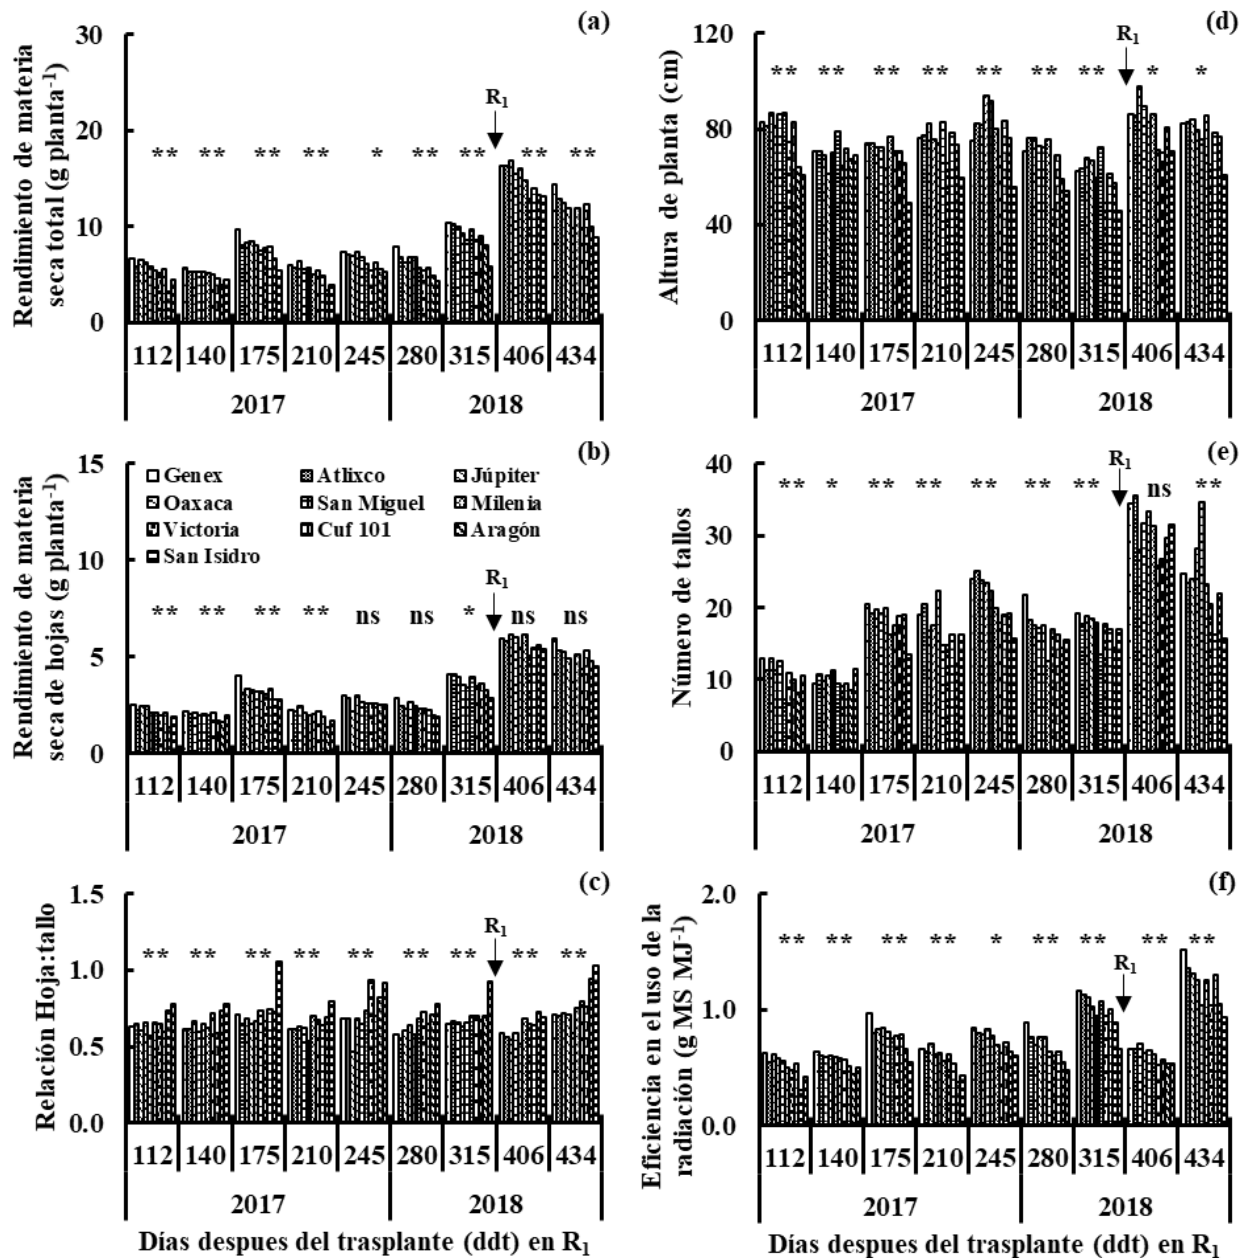 (a)
Rendimiento de materia
seca total (g planta⁻¹)
30
20
10
0
R₁
** ** ** ** * ** ** ** **
112 140 175 210 245 280 315 406 434
2017 2018
(b)
Rendimiento de materia
seca de hojas (g planta⁻¹)
15
10
5
0
Genex Atlixco Júpiter
Oaxaca San Miguel Milenia
Victoria Cuf 101 Aragón
San Isidro
R₁
** ** ** ** ns ns * ns ns
112 140 175 210 245 280 315 406 434
2017 2018
(c)
Relación Hoja:tallo
1.5
1.0
0.5
0.0
R₁
** ** ** ** ** ** ** ** **
112 140 175 210 245 280 315 406 434
2017 2018
Días despues del trasplante (ddt) en R₁
(d)
Altura de planta (cm)
120
80
40
0
R₁
** ** ** ** ** ** ** * *
112 140 175 210 245 280 315 406 434
2017 2018
(e)
Número de tallos
40
30
20
10
0
R₁
** * ** ** ** ** ** ns **
112 140 175 210 245 280 315 406 434
2017 2018
(f)
Eficiencia en el uso de la
radiación (g MS MJ⁻¹)
2.0
1.0
0.0
R₁
** ** ** ** * ** ** ** **
112 140 175 210 245 280 315 406 434
2017 2018
Días despues del trasplante (ddt) en R₁